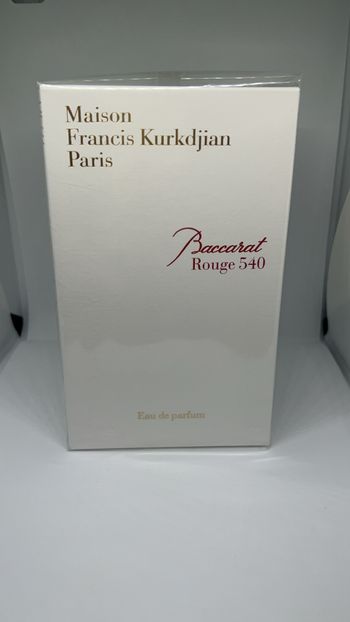 Maison
Francis Kurkdjian
Paris
Baccarat
Rouge 540
Eau de parfum